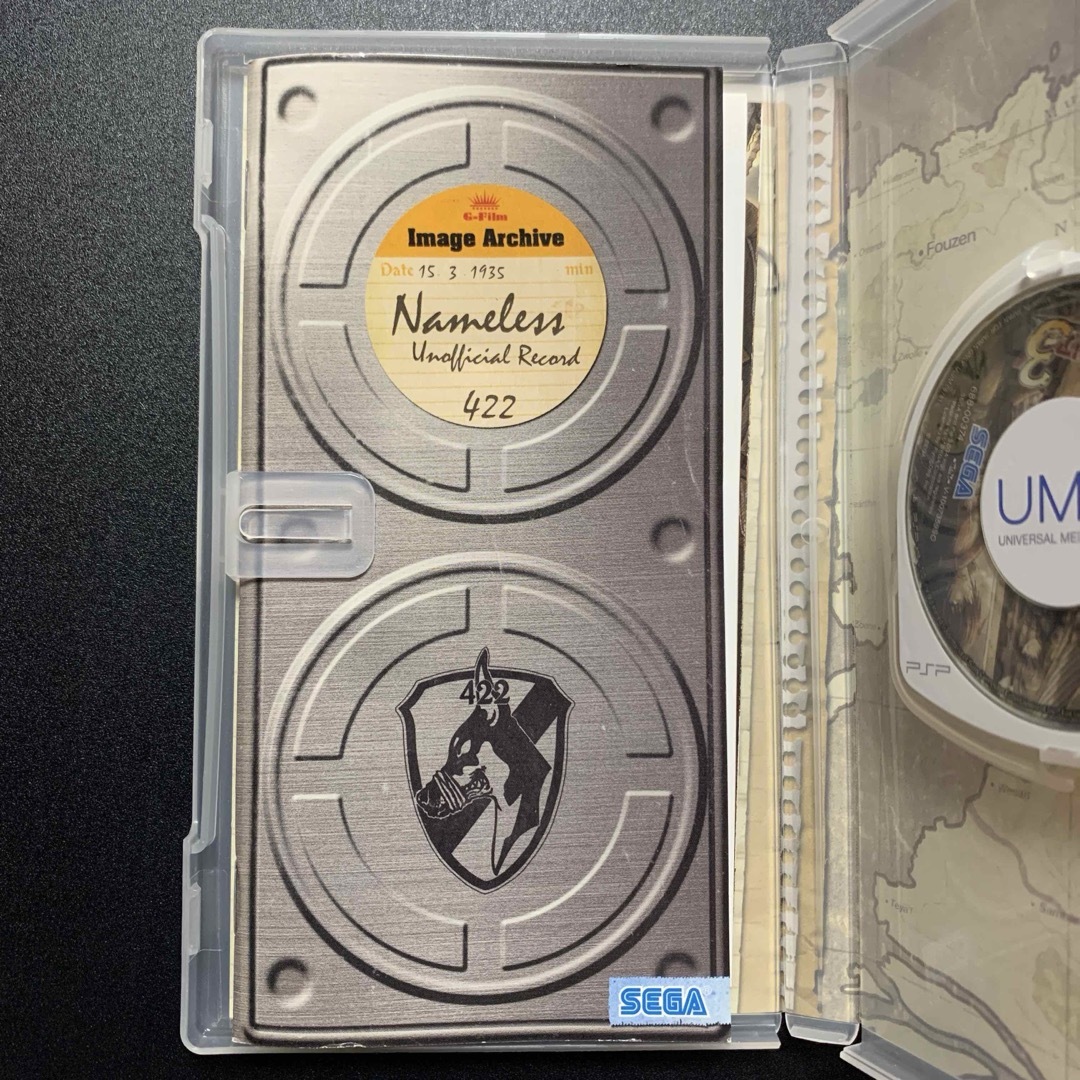 G-Film
Image Archive
Date 15. 3. 1935 min
Nameless
Unofficial Record
422
422
SEGA
Fouzen
N
SEGA
UM
UNIVERSAL ME
PSP